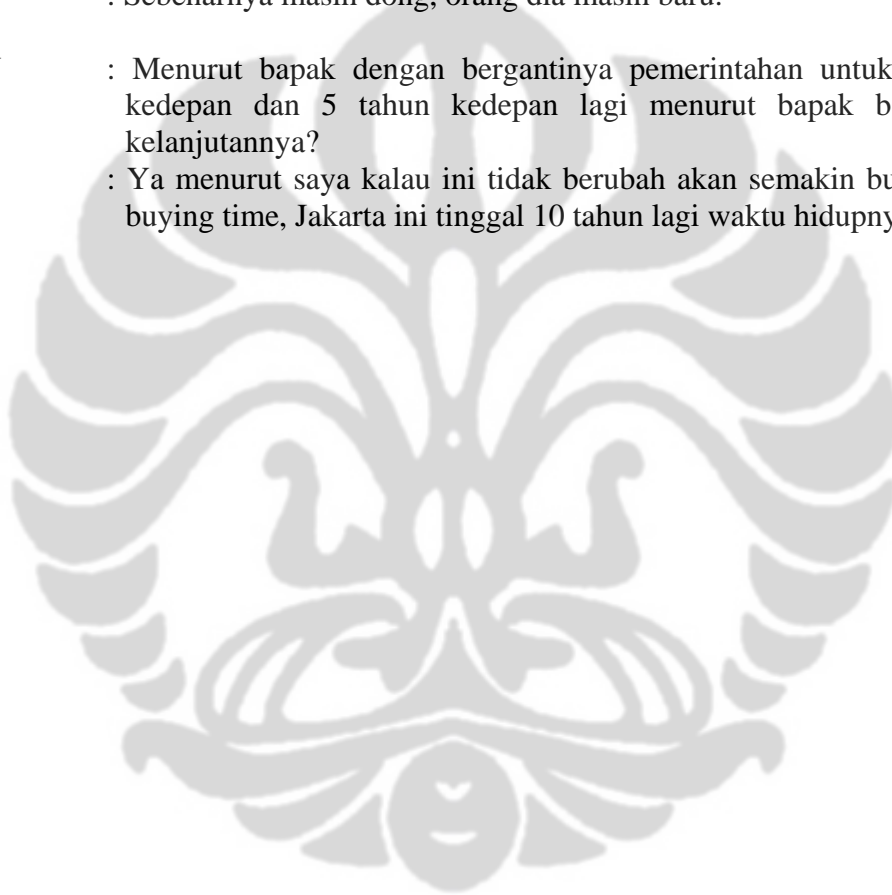 : Sebenarnya masih dong, orang dia masih baru.
: Menurut bapak dengan bergantinya pemerintahan untuk
kedepan dan 5 tahun kedepan lagi menurut bapak
kelanjutannya?
: Ya menurut saya kalau ini tidak berubah akan semakin
buying time, Jakarta ini tinggal 10 tahun lagi waktu